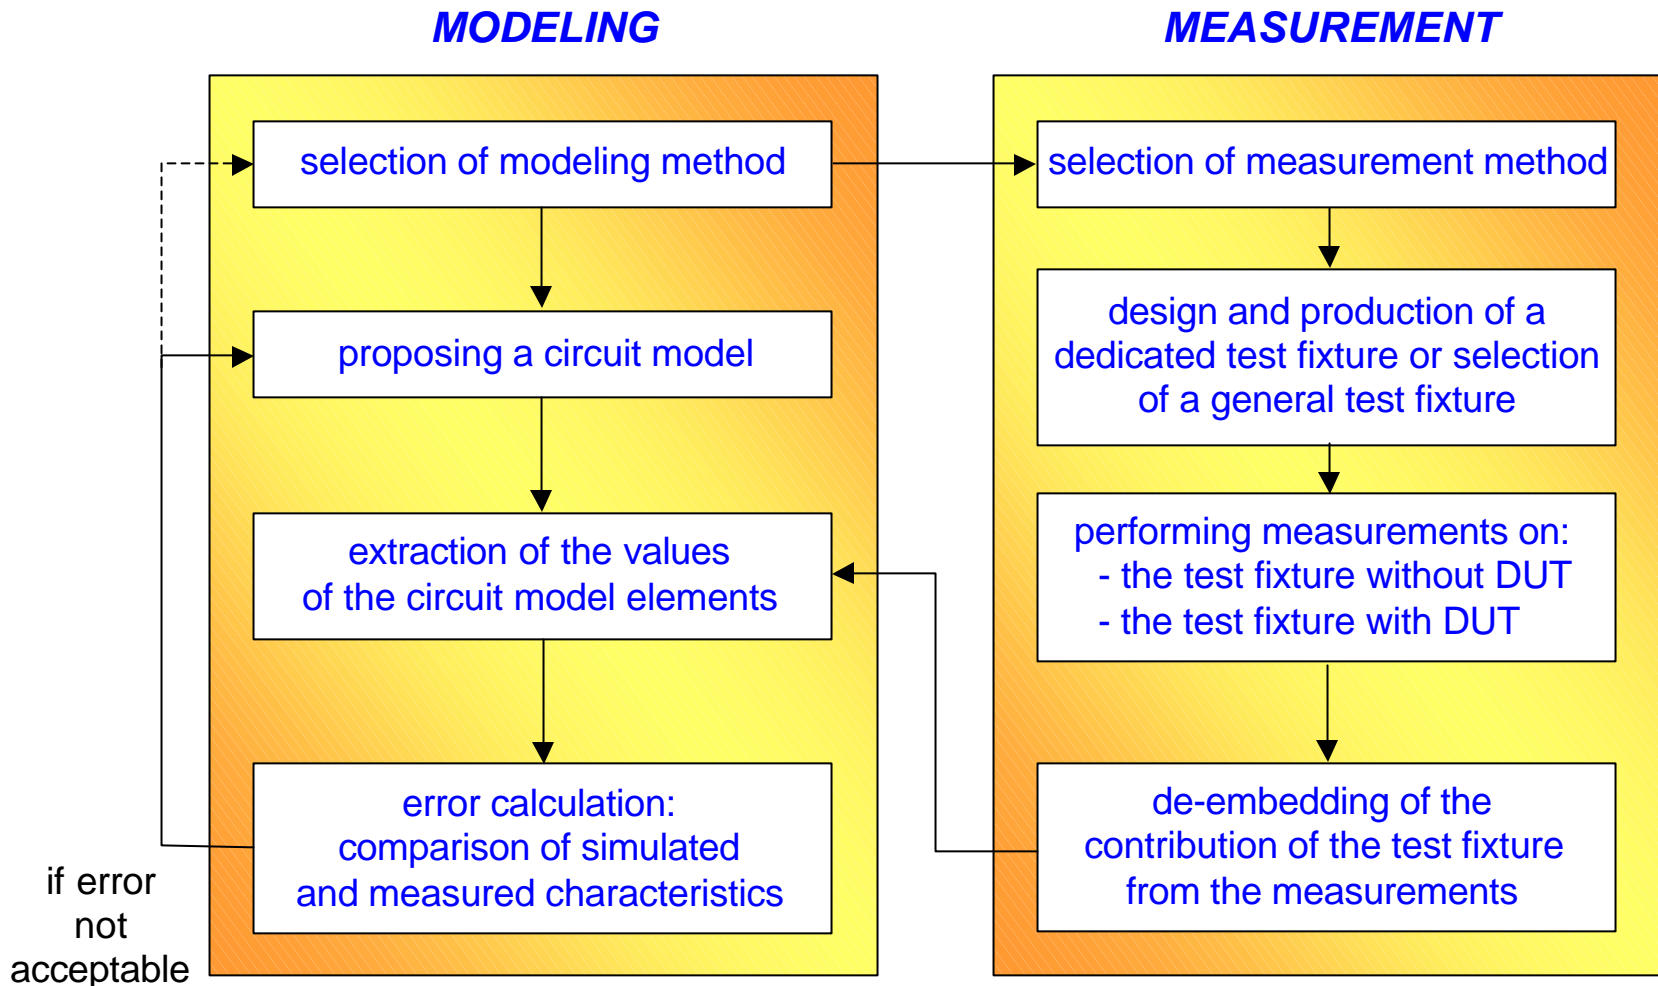 MODELING
selection of modeling method
proposing a circuit model
extraction of the values
of the circuit model elements
error calculation:
comparison of simulated
and measured characteristics
if error
not
acceptable
MEASUREMENT
selection of measurement method
design and production of a
dedicated test fixture or selection
of a general test fixture
performing measurements on:
- the test fixture without DUT
- the test fixture with DUT
de-embedding of the
contribution of the test fixture
from the measurements